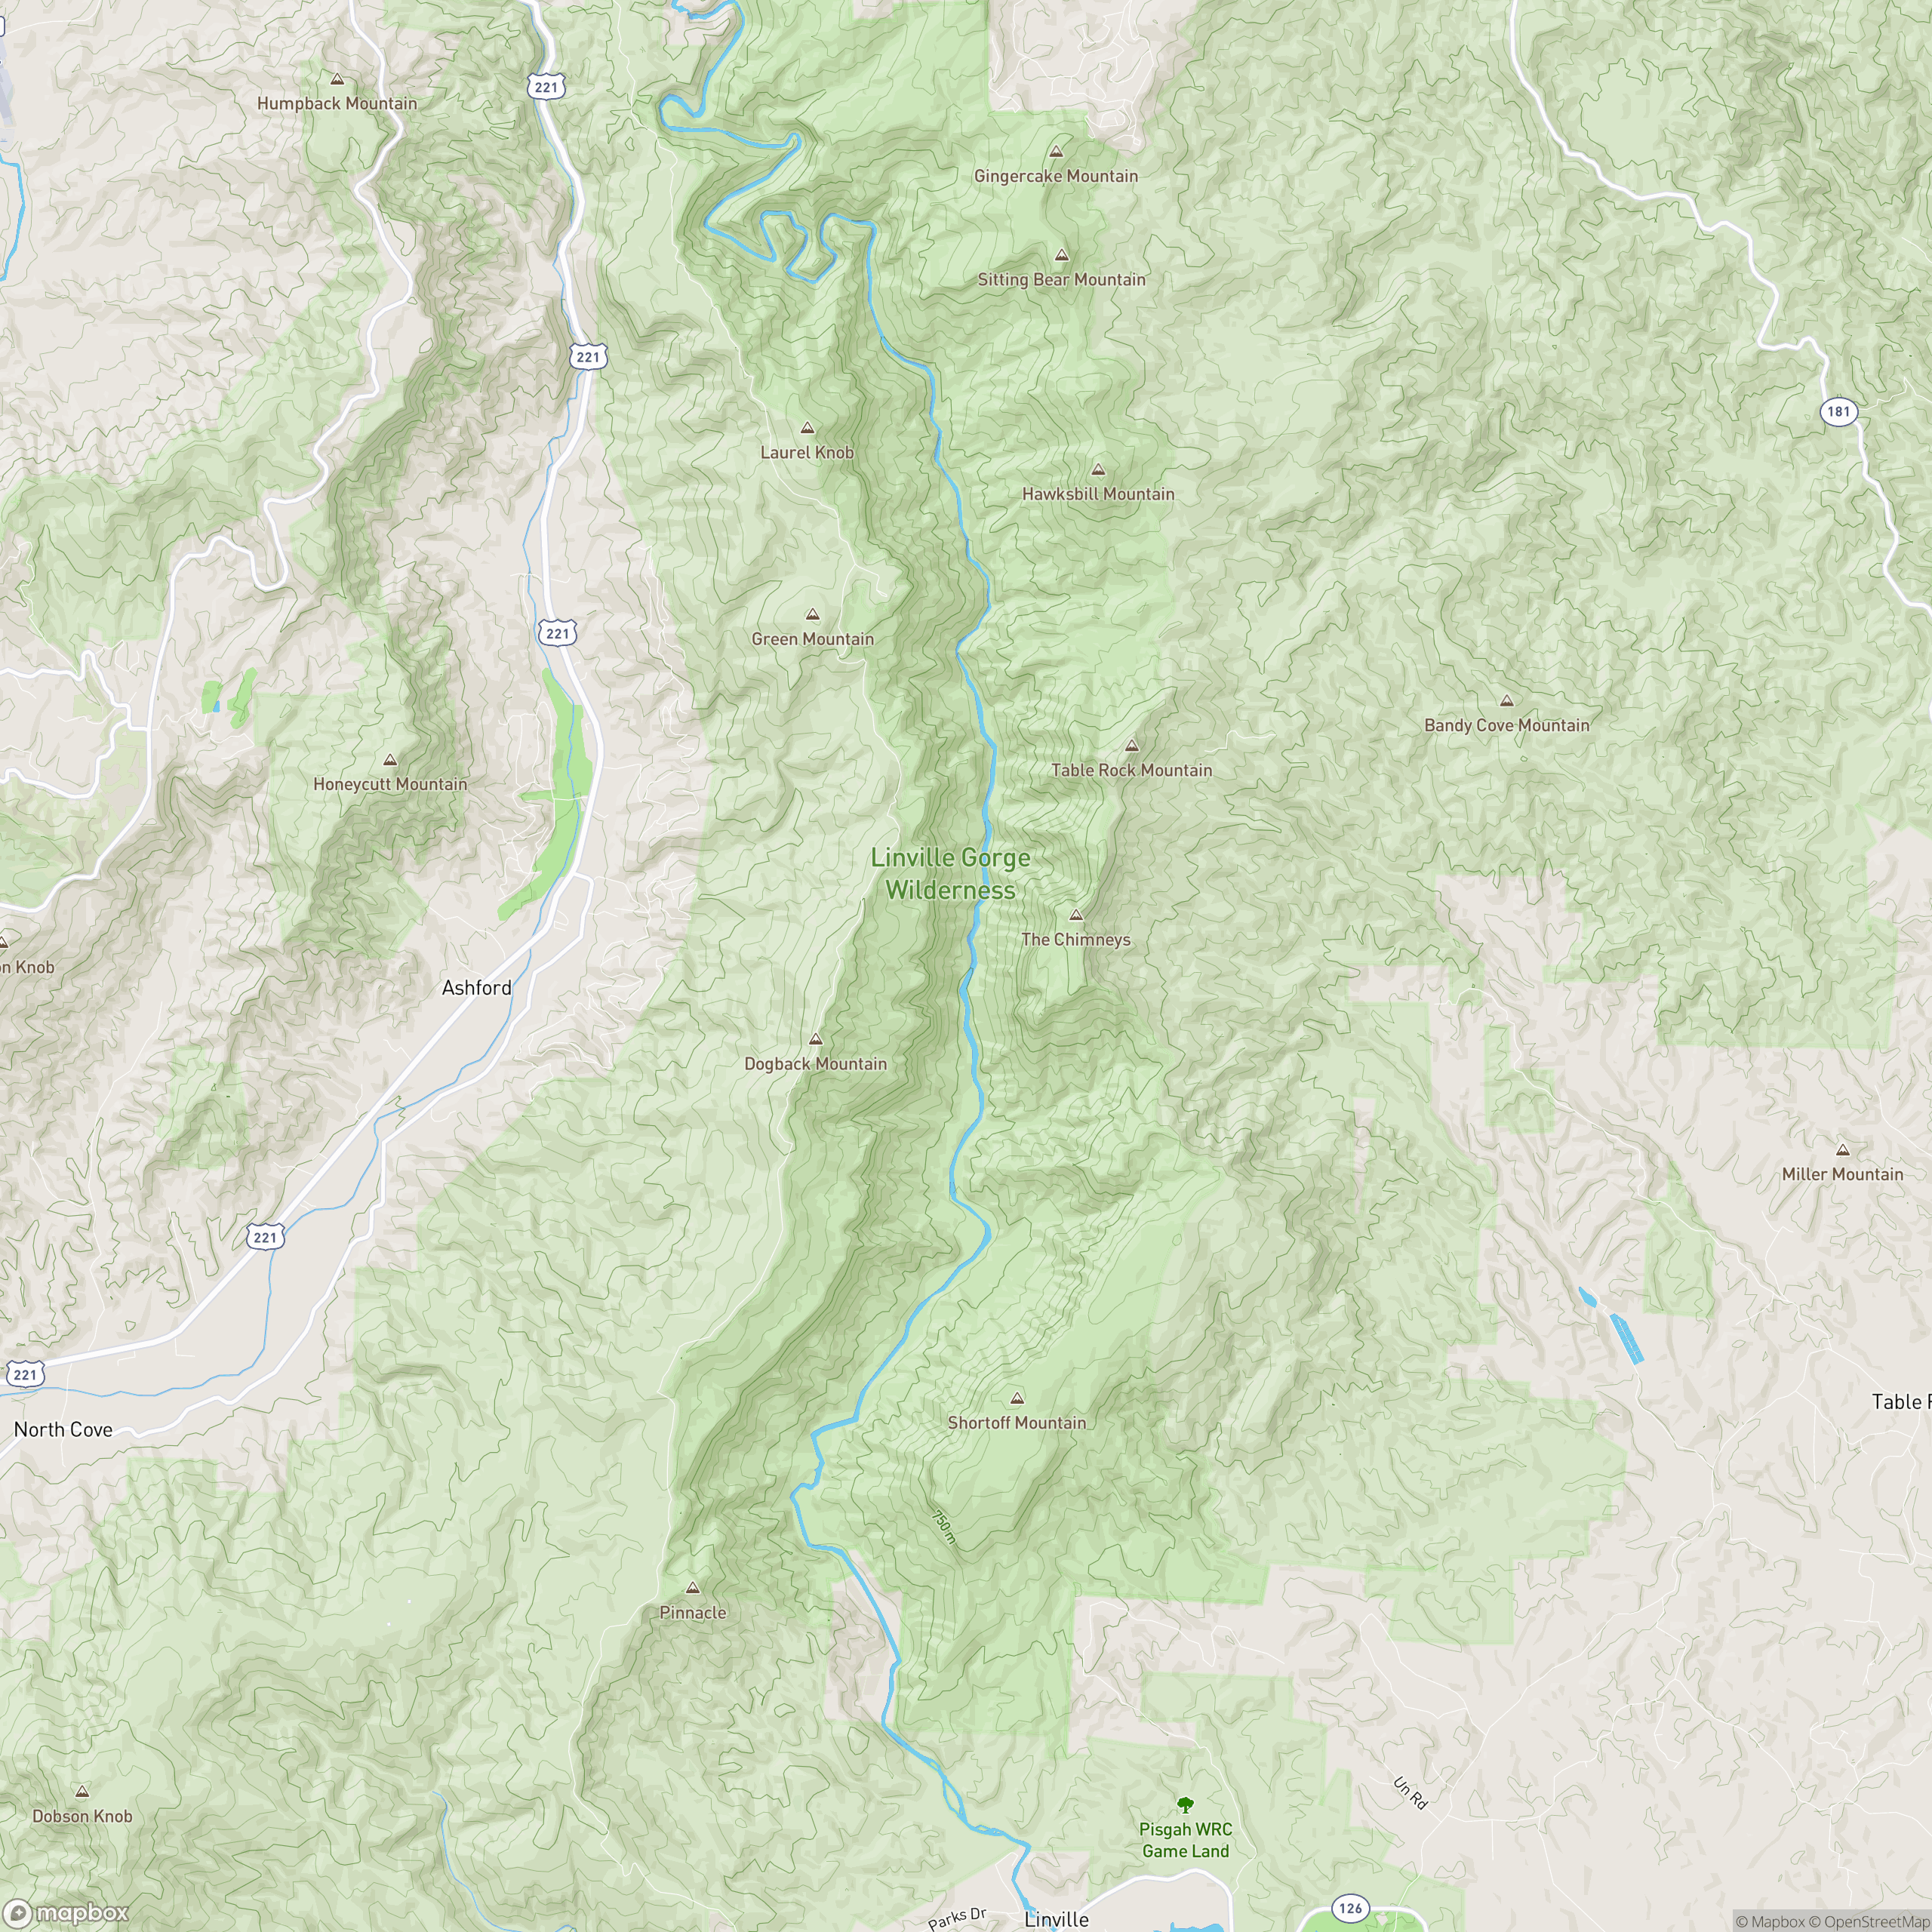 221
Humpback Mountain
Gingercake Mountain
Sitting Bear Mountain
221
181
Laurel Knob
Hawksbill Mountain
221
Green Mountain
Bandy Cove Mountain
Table Rock Mountain
Honeycutt Mountain
Linville Gorge
Wilderness
The Chimneys
on Knob
Ashford
Dogback Mountain
Miller Mountain
221
221
Table
North Cove
Shortoff Mountain
750 m
Pinnacle
Un Rd
Dobson Knob
Pisgah WRC
Game Land
126
mapbox
Parks Dr
Linville
© Mapbox © OpenStreetMap